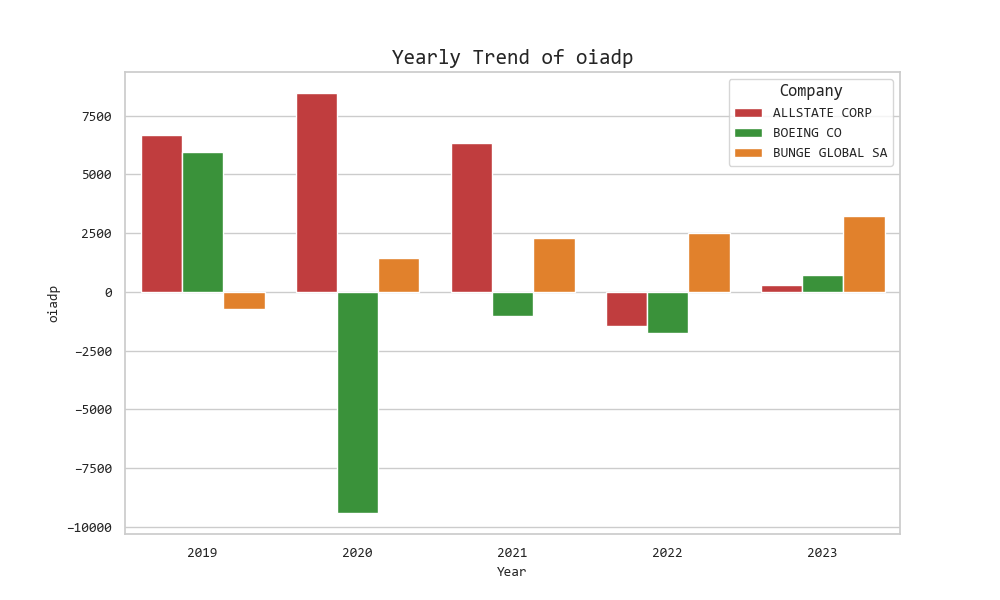 Yearly Trend of oiadp
Company
ALLSTATE CORP
BOEING CO
BUNGE GLOBAL SA
7500
5000
2500
0
−2500
−5000
−7500
−10000
oiadp
2019 2020 2021 2022 2023
Year